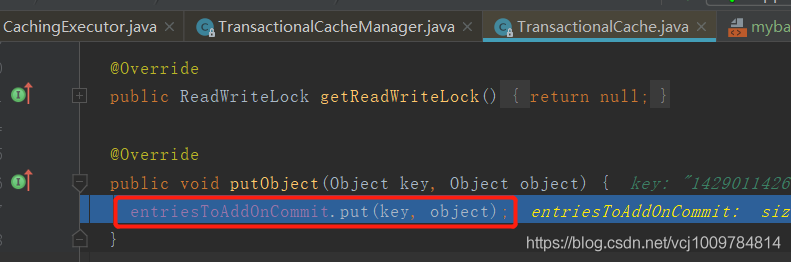 CachingExecutor.java × TransactionalCacheManager.java × TransactionalCache.java × myba
@Override
public ReadWriteLock getReadWriteLock() { return null; }
@Override
public void putObject(Object key, Object object) { key: "1429011426
entriesToAddOnCommit.put(key, object); entriesToAddOnCommit: siz
}
https://blog.csdn.net/vcj1009784814